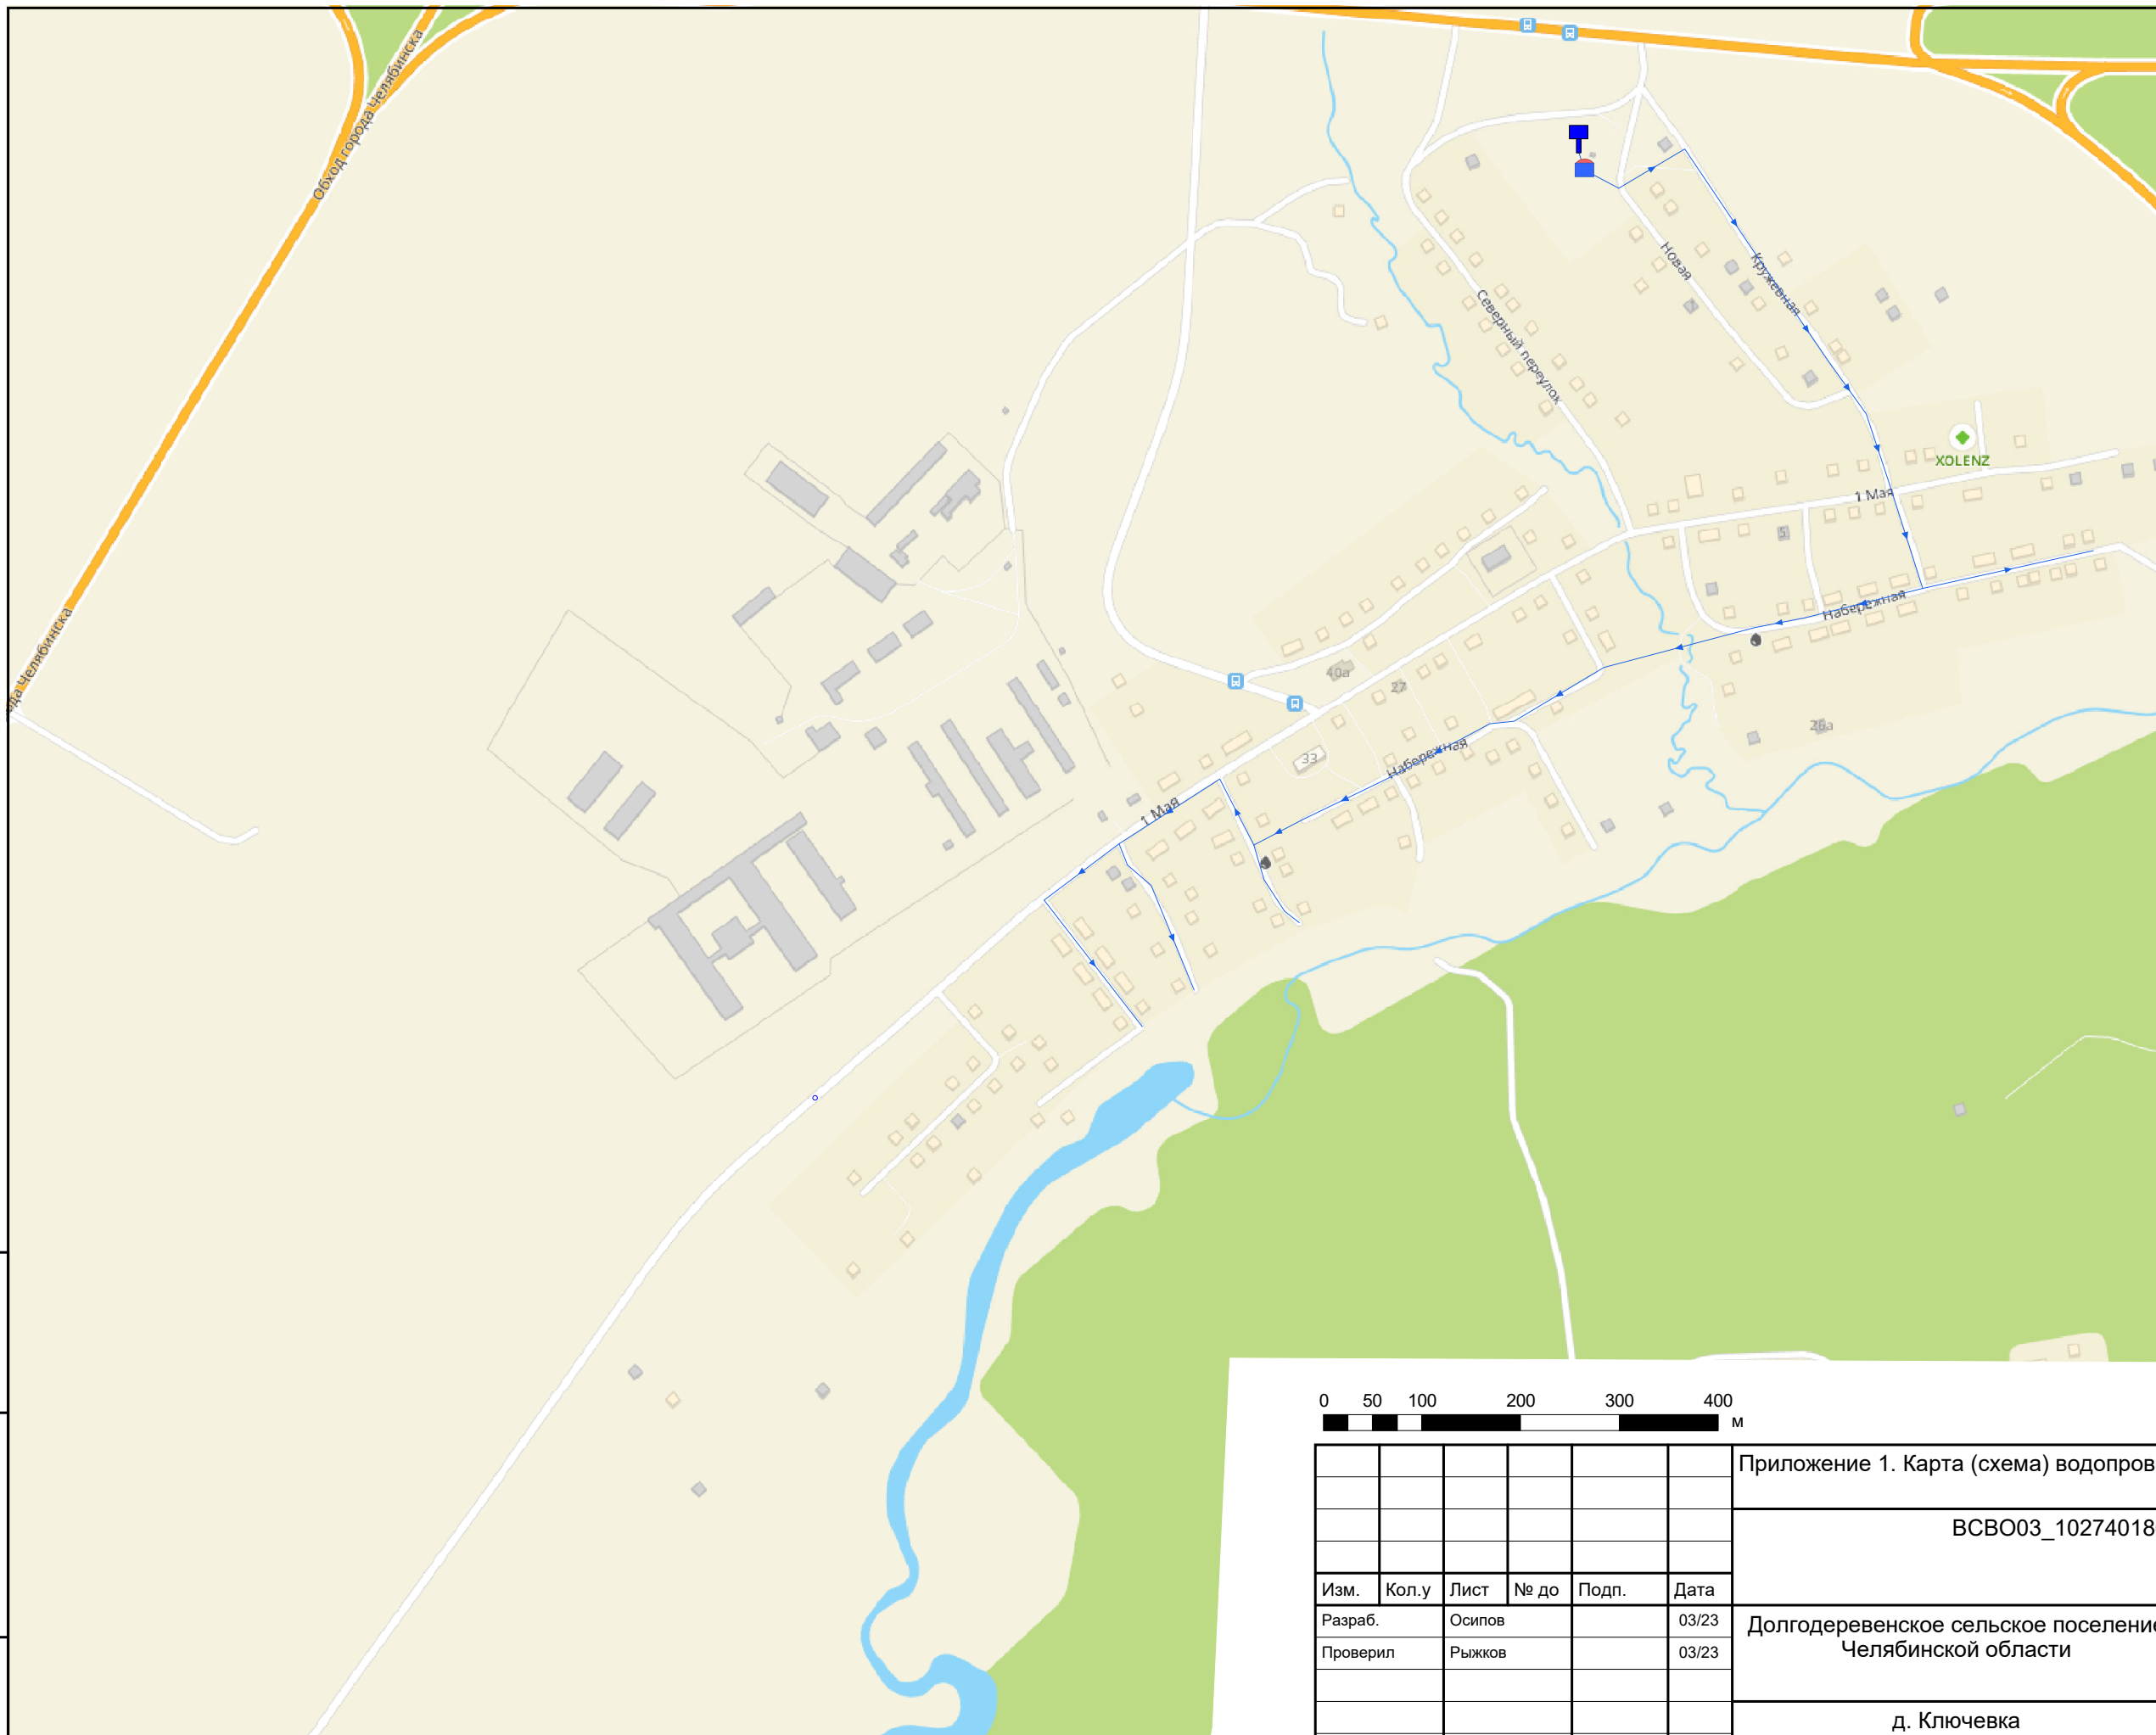 Обход города Челябинска
ода Челябинска
Новая
Кружевная
Северный переулок
XOLENZ
1 Мая
5
Набережная
40а
27
26а
33
Набережная
1 Мая
0 50 100 200 300 400
м
Приложение 1. Карта (схема) водопров
ВСВО03_10274018
Изм. Кол.у Лист № до Подп. Дата
Разраб. Осипов 03/23
Проверил Рыжков 03/23
Долгодеревенское сельское поселение
Челябинской области
д. Ключевка